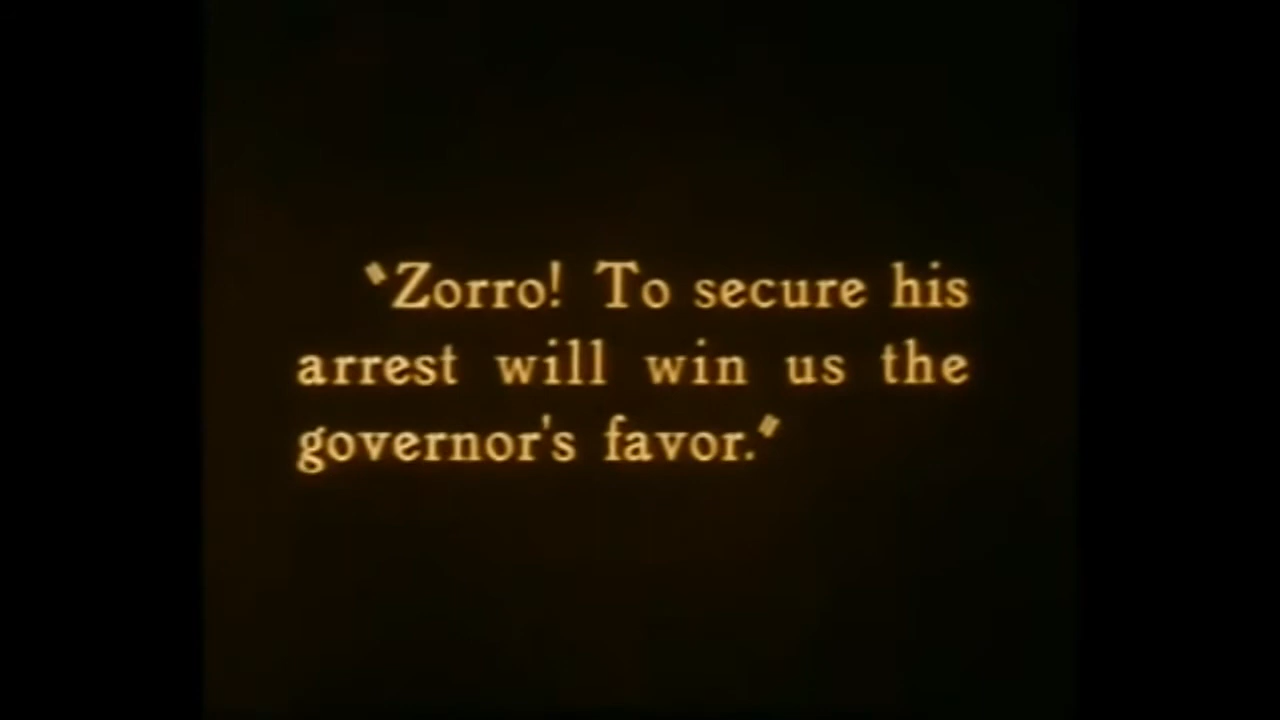 "Zorro! To secure his
arrest will win us the
governor's favor."